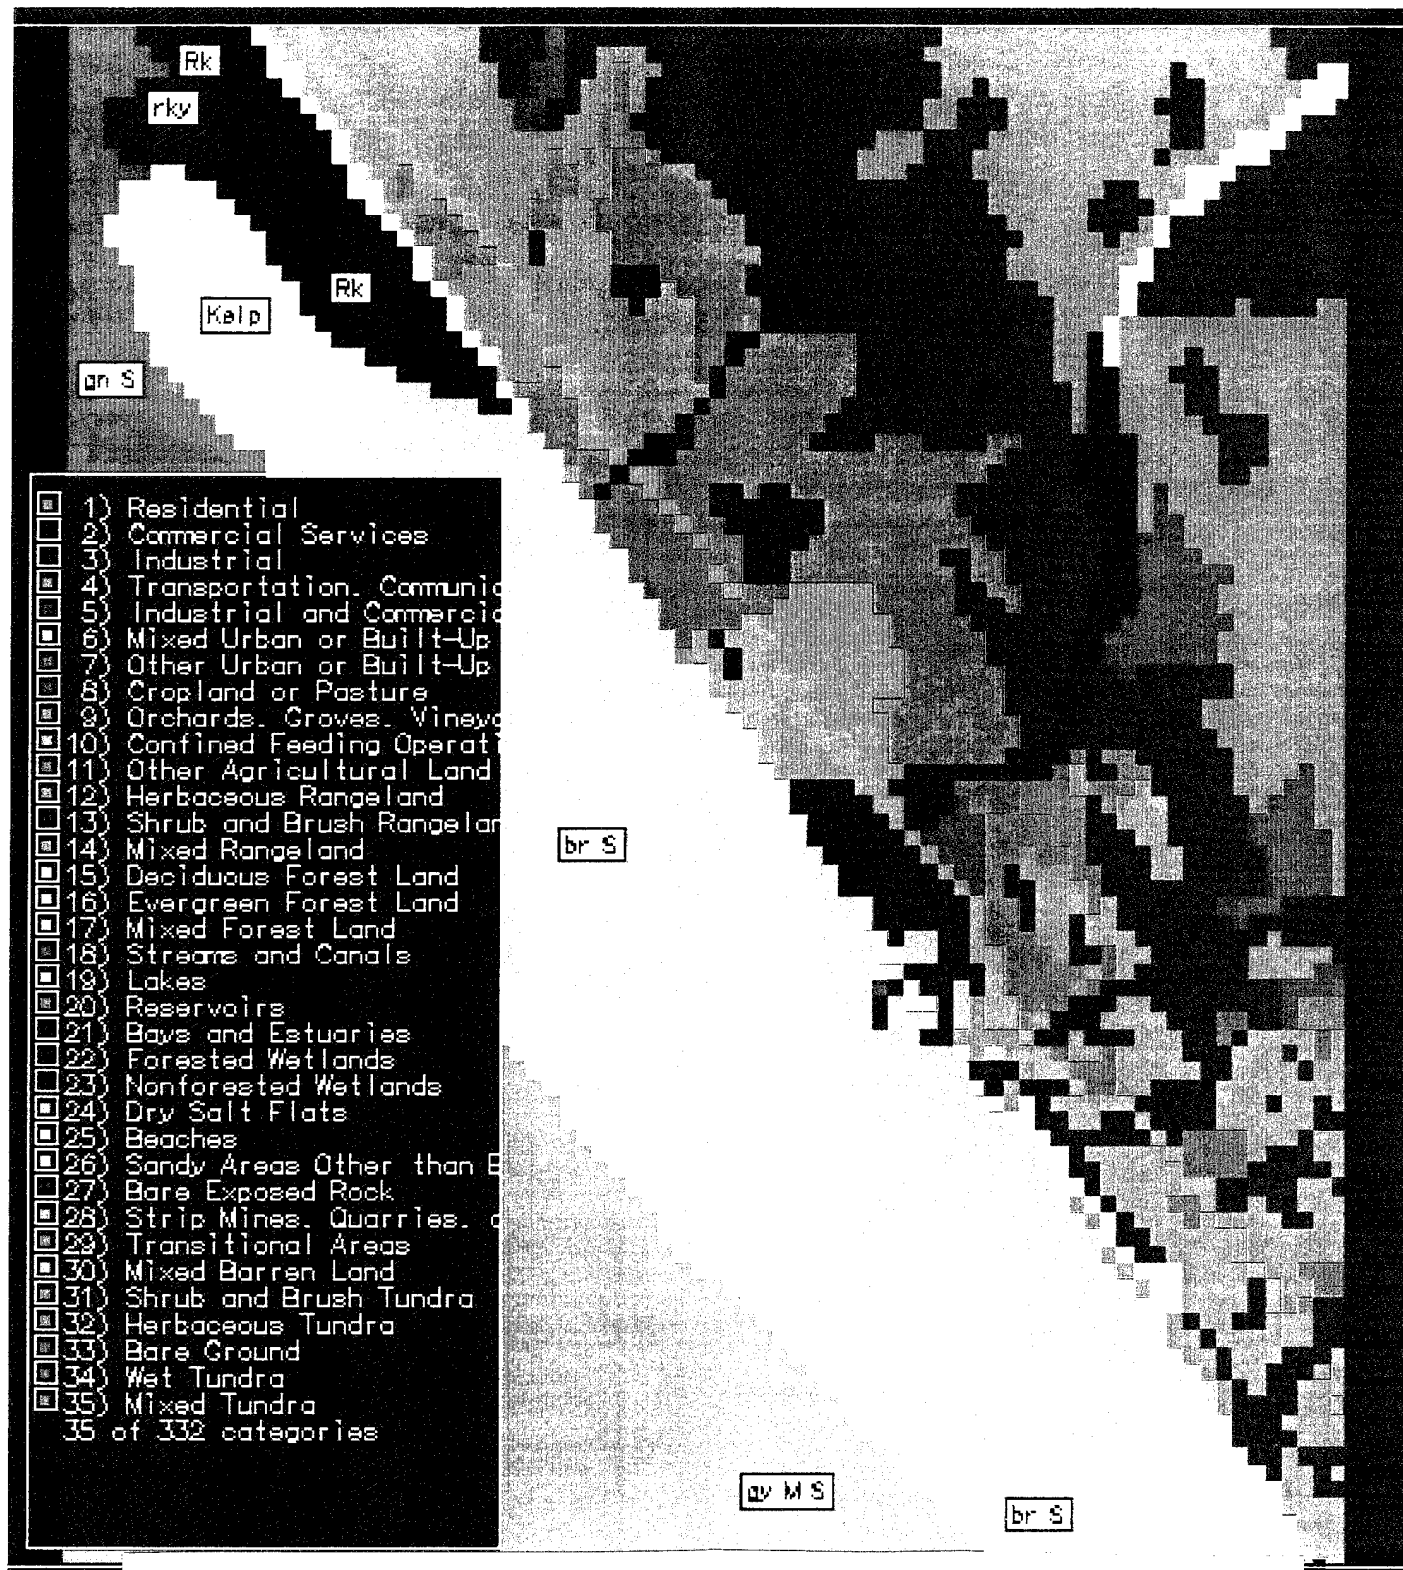 Rk
rky
Rk
Kelp
gn S
1) Residential
2) Commercial Services
3) Industrial
4) Transportation. Communic
5) Industrial and Commercic
6) Mixed Urban or Built-Up
7) Other Urban or Built-Up
8) Cropland or Pasture
9) Orchards. Groves. Vineyc
10) Confined Feeding Operati
11) Other Agricultural Land
12) Herbaceous Rangeland
13) Shrub and Brush Rangelar
14) Mixed Rangeland
15) Deciduous Forest Land
16) Evergreen Forest Land
17) Mixed Forest Land
18) Streams and Canals
19) Lakes
20) Reservoirs
21) Bays and Estuaries
22) Forested Wetlands
23) Nonforested Wetlands
24) Dry Salt Flats
25) Beaches
26) Sandy Areas Other than B
27) Bare Exposed Rock
28) Strip Mines. Quarries. c
29) Transitional Areas
30) Mixed Barren Land
31) Shrub and Brush Tundra
32) Herbaceous Tundra
33) Bare Ground
34) Wet Tundra
35) Mixed Tundra
35 of 332 categories
br S
gy M S
br S